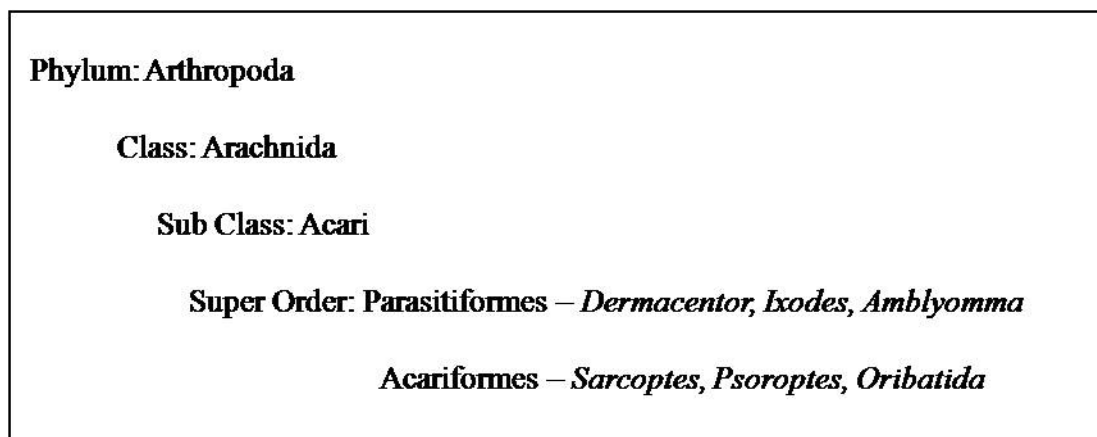 Phylum: Arthropoda
Class: Arachnida
Sub Class: Acari
Super Order: Parasitiformes – Dermacentor, Ixodes, Amblyomma
Acariformes – Sarcoptes, Psoroptes, Oribatida